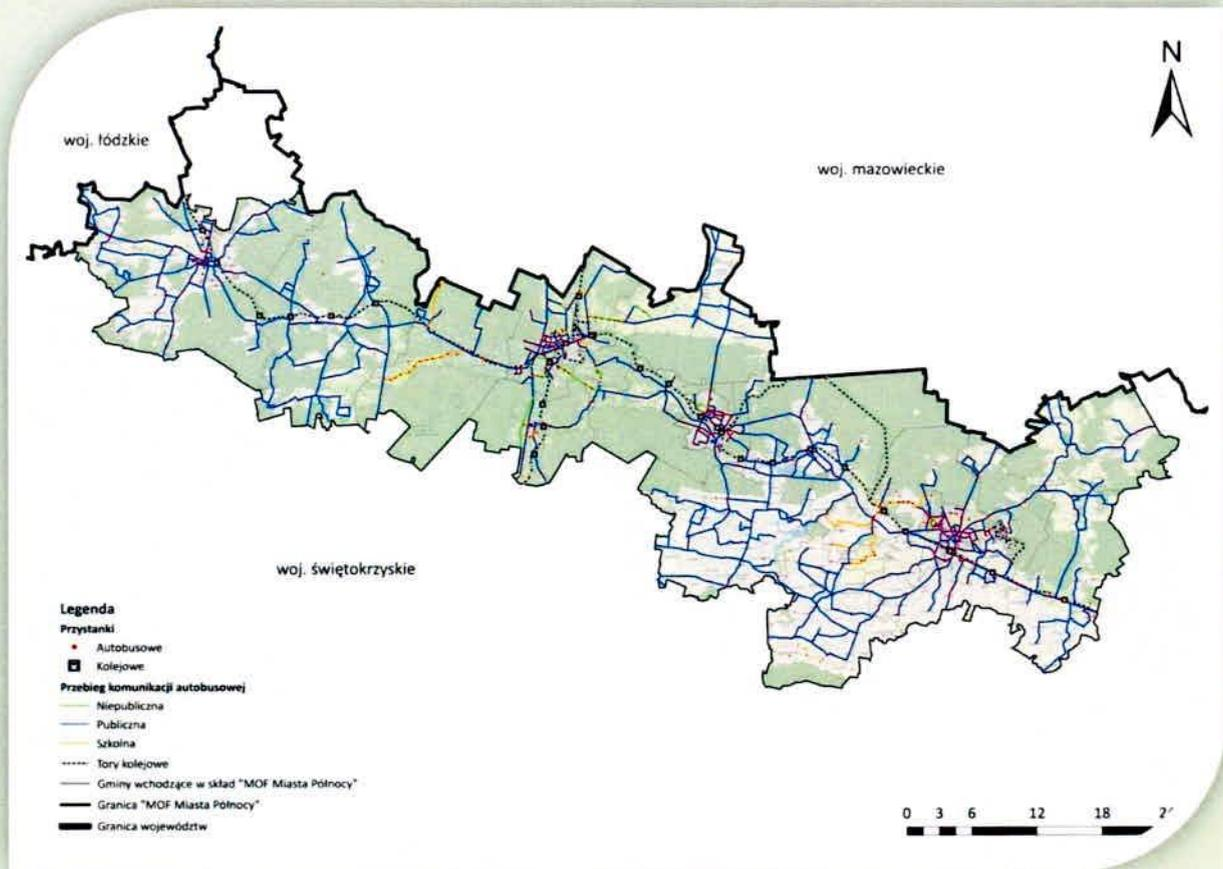 N
woj. łódzkie
woj. mazowieckie
woj. świętokrzyskie
Legenda
Przystanki
Autobusowe
Kolejowe
Przebieg komunikacji autobusowej
Niepubliczna
Publiczna
Szkolna
Tory kolejowe
Gminy wchodzące w skład "MOF Miasta Północy"
Granica "MOF Miasta Północy"
Granica województw
0 3 6 12 18